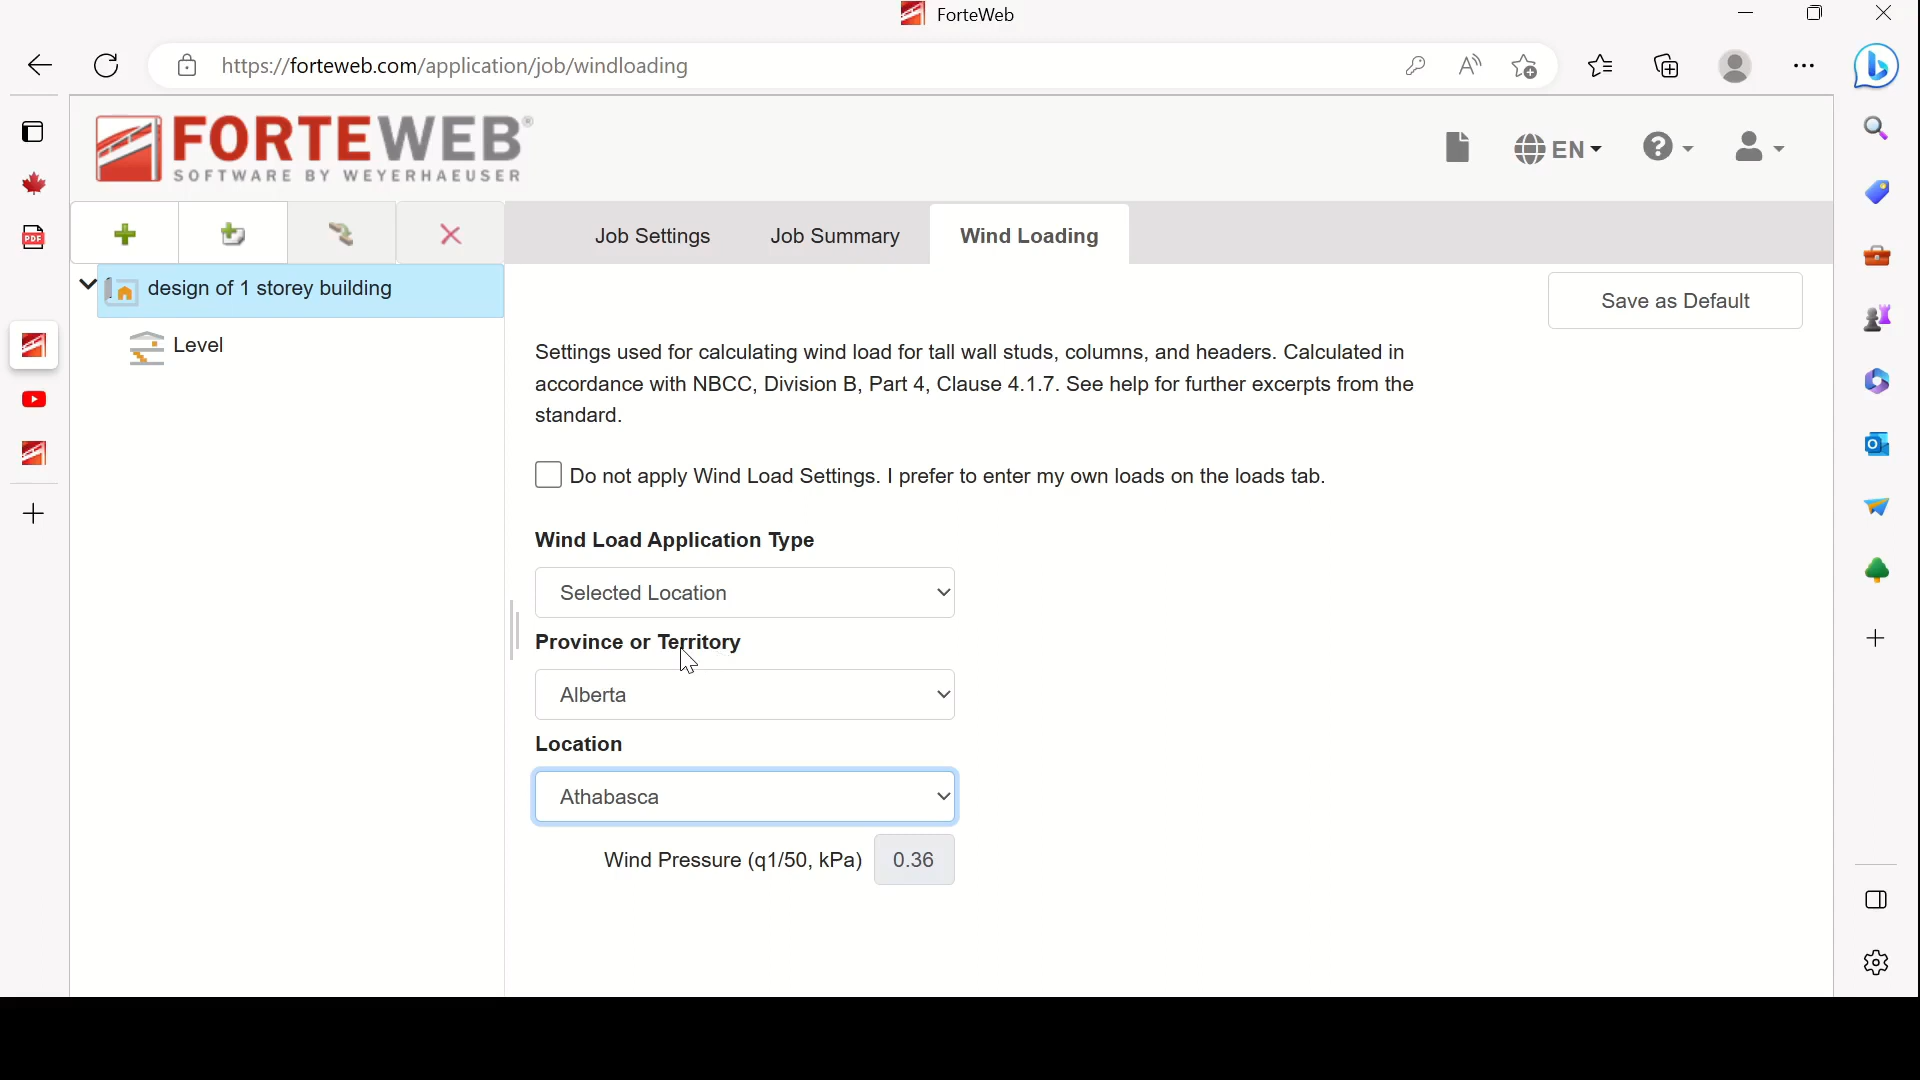 ForteWeb
https://forteweb.com/application/job/windloading
FORTEWEB®
SOFTWARE BY WEYERHAEUSER
EN
Job Settings
Job Summary
Wind Loading
design of 1 storey building
Level
Save as Default
Settings used for calculating wind load for tall wall studs, columns, and headers. Calculated in
accordance with NBCC, Division B, Part 4, Clause 4.1.7. See help for further excerpts from the
standard.
Do not apply Wind Load Settings. I prefer to enter my own loads on the loads tab.
Wind Load Application Type
Selected Location
Province or Territory
Alberta
Location
Athabasca
Wind Pressure (q1/50, kPa) 0.36
PDF